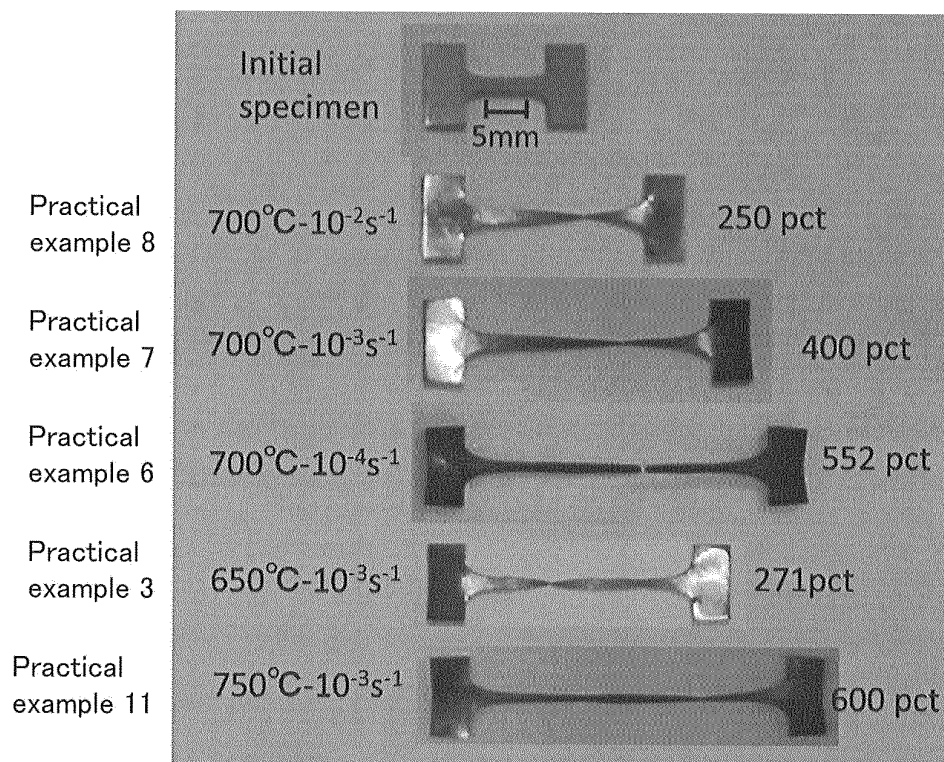 Initial
specimen
5mm
Practical
example 8
700°C-10⁻²s⁻¹
250 pct
Practical
example 7
700°C-10⁻³s⁻¹
400 pct
Practical
example 6
700°C-10⁻⁴s⁻¹
552 pct
Practical
example 3
650°C-10⁻³s⁻¹
271pct
Practical
example 11
750°C-10⁻³s⁻¹
600 pct